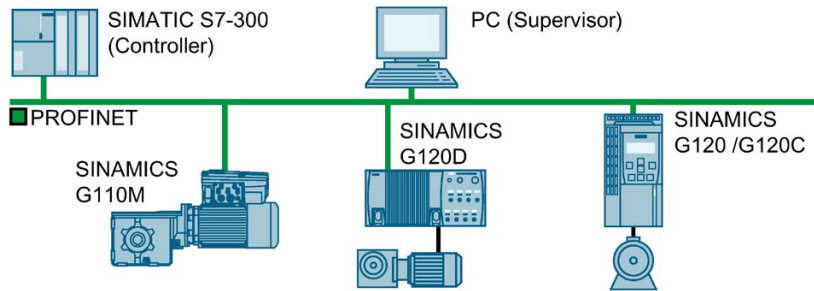 SIMATIC S7-300
(Controller)
PC (Supervisor)
PROFINET
SINAMICS
G110M
SINAMICS
G120D
SINAMICS
G120 /G120C